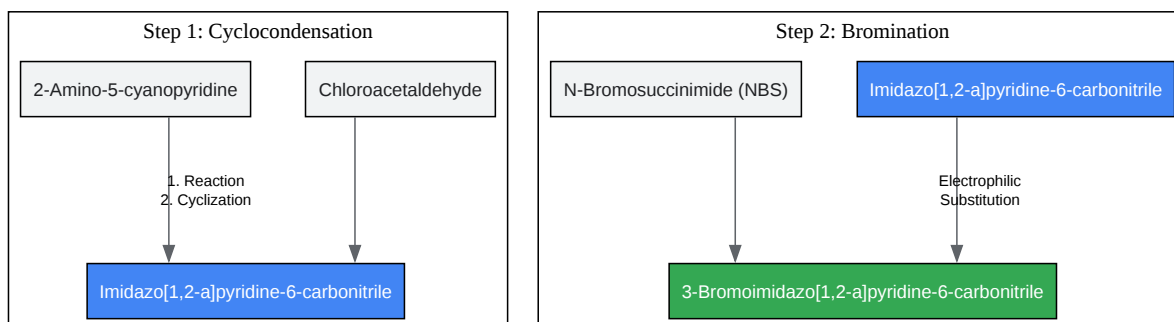 Step 1: Cyclocondensation
2-Amino-5-cyanopyridine
Chloroacetaldehyde
1. Reaction
2. Cyclization
Imidazo[1,2-a]pyridine-6-carbonitrile
Step 2: Bromination
N-Bromosuccinimide (NBS)
Imidazo[1,2-a]pyridine-6-carbonitrile
Electrophilic
Substitution
3-Bromoimidazo[1,2-a]pyridine-6-carbonitrile